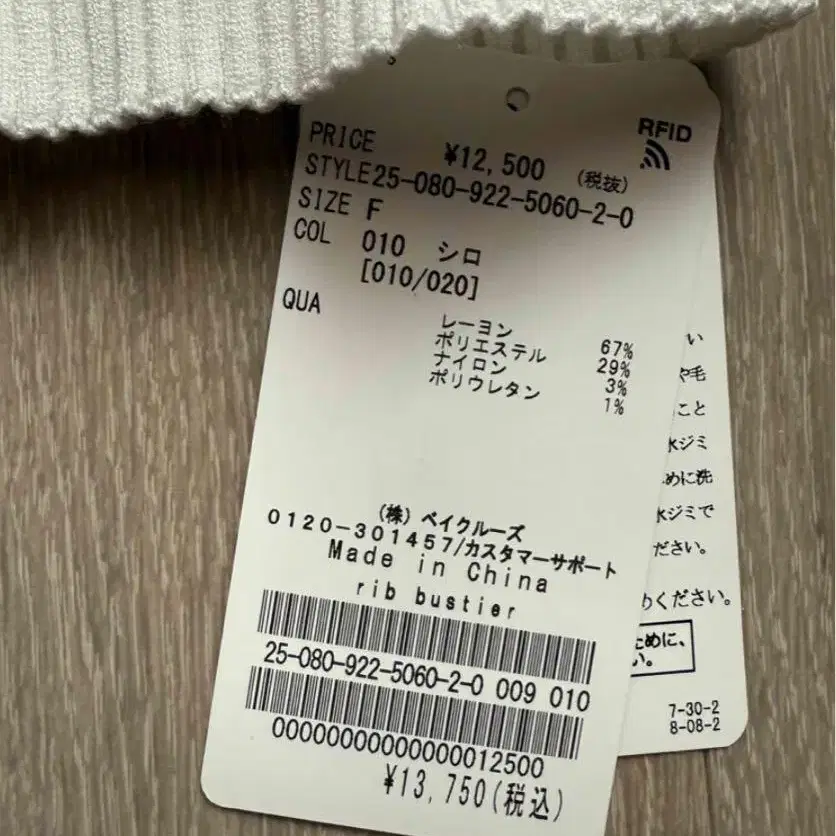 RFID
PRICE ¥12,500 (税抜)
STYLE25-080-922-5060-2-0
SIZE F
COL 010 シロ
[010/020]
QUA
レーヨン 67%
ポリエステル 29%
ナイロン 3%
ポリウレタン 1%
(株) ベイクルーズ
0120-301457/カスタマーサポート
Made in China
rib bustier
25-080-922-5060-2-0 009 010
0000000000000012500
¥13,750(税込)
い
や毛
こと
水ジミ
めに洗
水ジミで
ださい。
めください。
ために、
い。
7-30-2
8-08-2